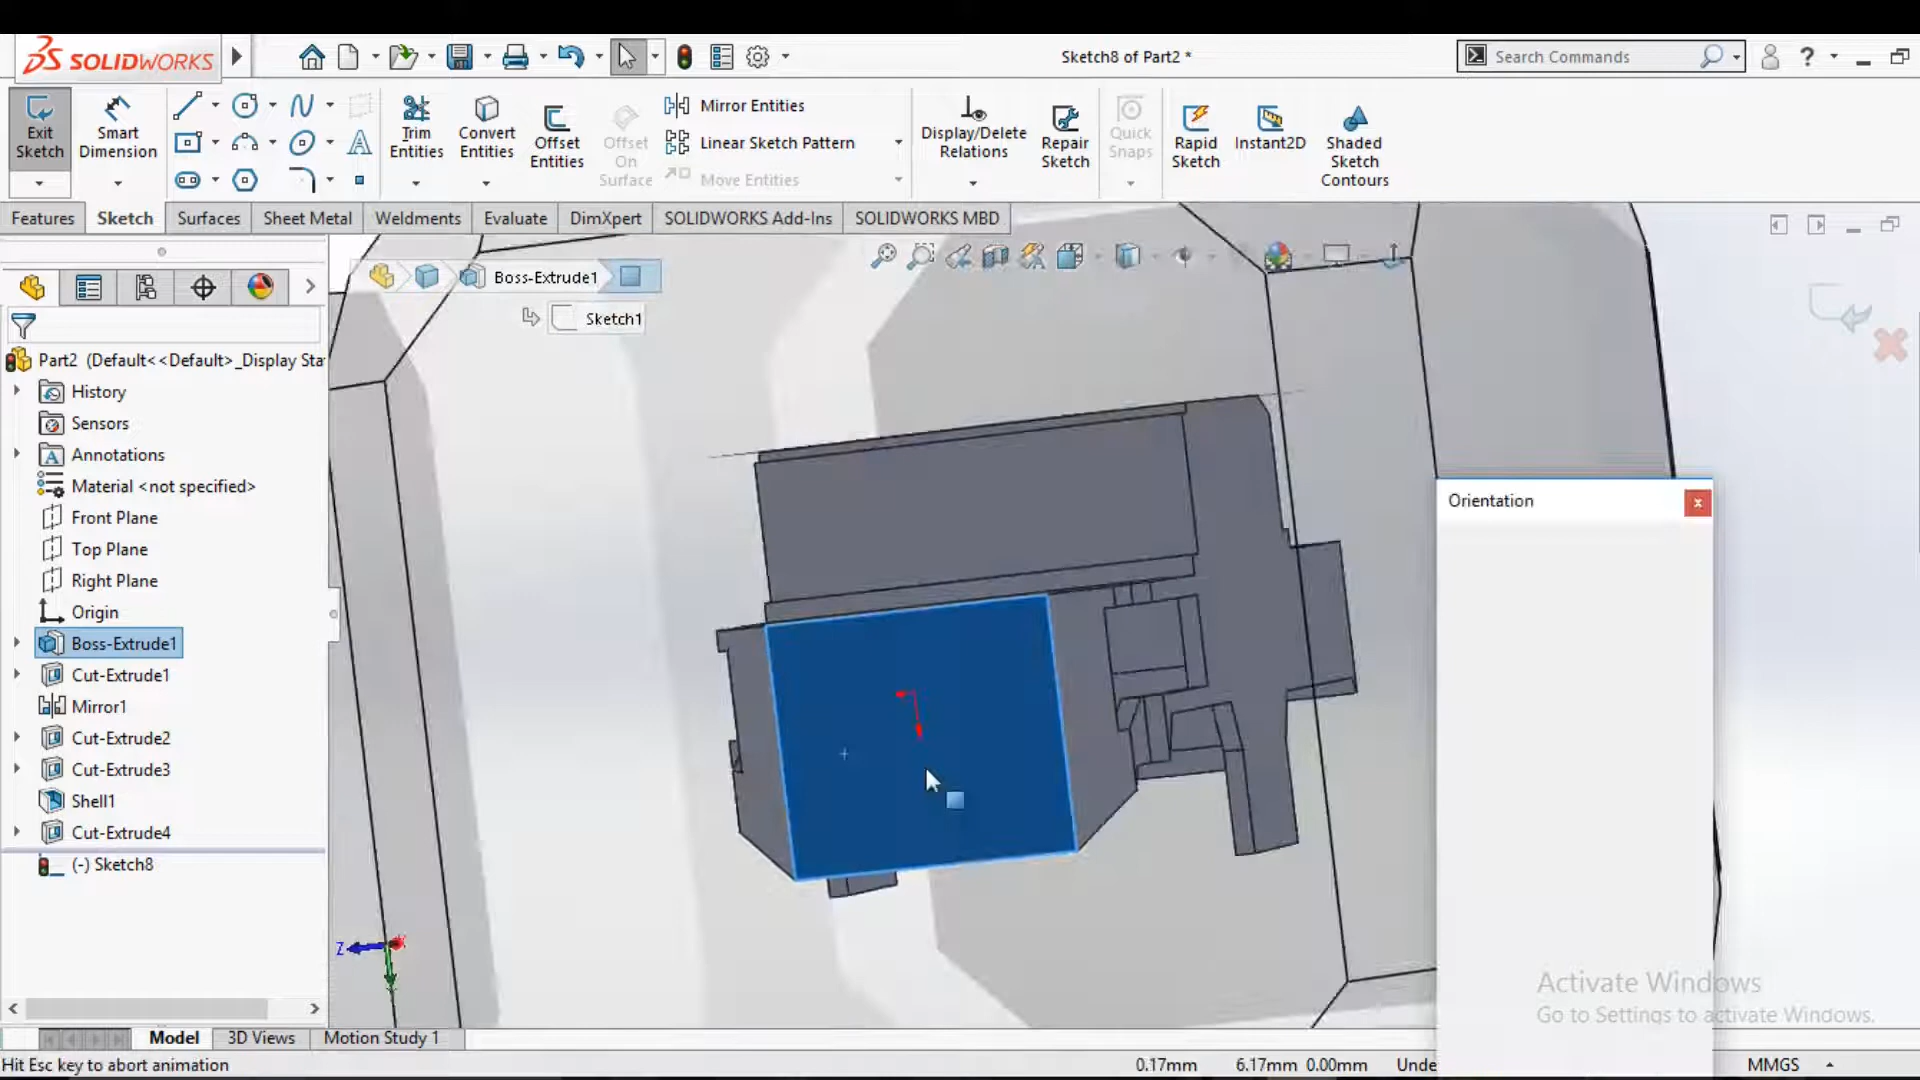 SOLIDWORKS
Sketch8 of Part2 *
Search Commands
?
Exit Sketch
Smart Dimension
Trim Entities
Convert Entities
Offset Entities
Offset On Surface
Mirror Entities
Linear Sketch Pattern
Move Entities
Display/Delete Relations
Repair Sketch
Quick Snaps
Rapid Sketch
Instant2D
Shaded Sketch Contours
Features
Sketch
Surfaces
Sheet Metal
Weldments
Evaluate
DimXpert
SOLIDWORKS Add-Ins
SOLIDWORKS MBD
Boss-Extrude1
Sketch1
Part2 (Default<<Default>_Display Sta
History
Sensors
Annotations
Material <not specified>
Front Plane
Top Plane
Right Plane
Origin
Boss-Extrude1
Cut-Extrude1
Mirror1
Cut-Extrude2
Cut-Extrude3
Shell1
Cut-Extrude4
(-) Sketch8
Orientation
Z
Activate Windows
Go to Settings to activate Windows.
Model
3D Views
Motion Study 1
Hit Esc key to abort animation
0.17mm
6.17mm
0.00mm
Unde
MMGS